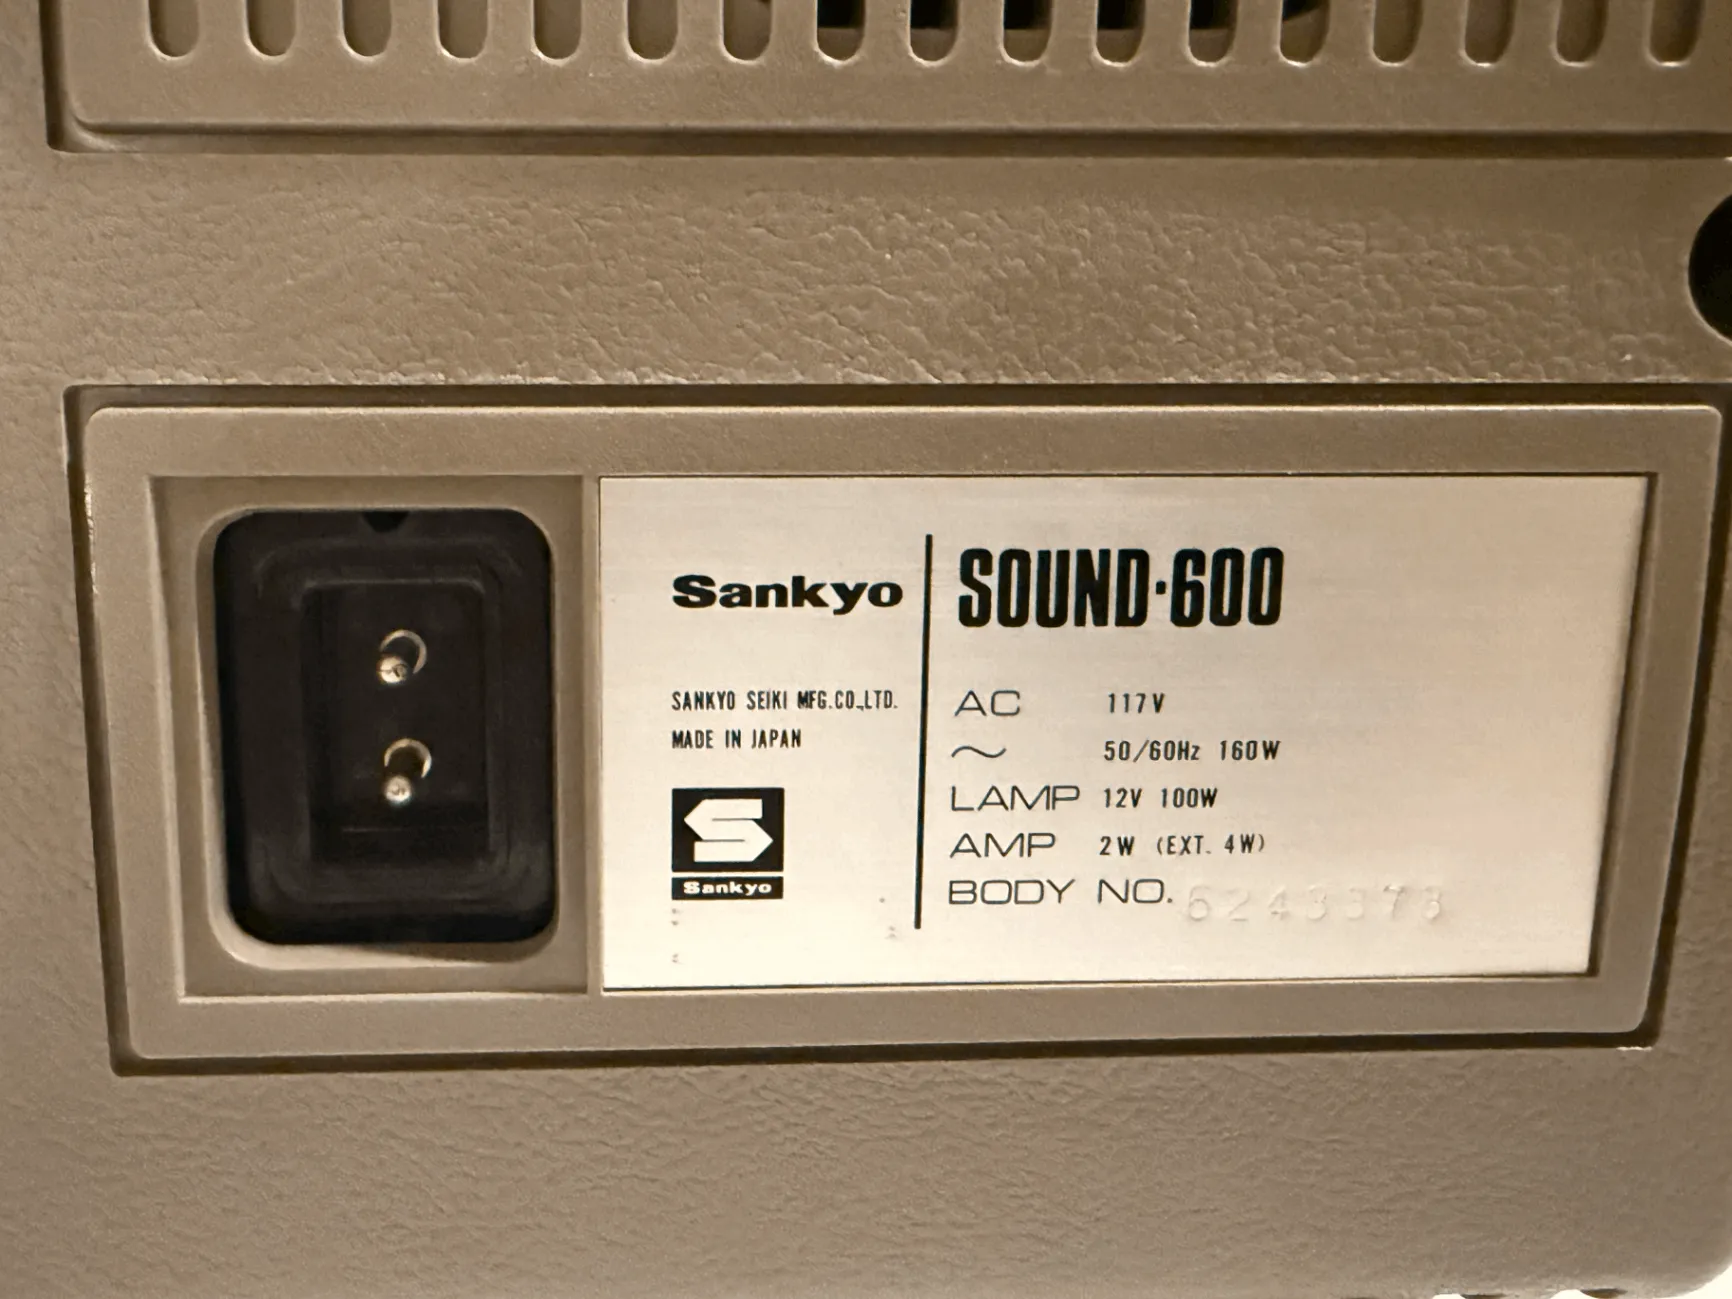 Sankyo
SOUND·600
SANKYO SEIKI MFG.CO.,LTD.
MADE IN JAPAN
S
Sankyo
AC 117V
~ 50/60Hz 160W
LAMP 12V 100W
AMP 2W (EXT. 4W)
BODY NO. 6243373